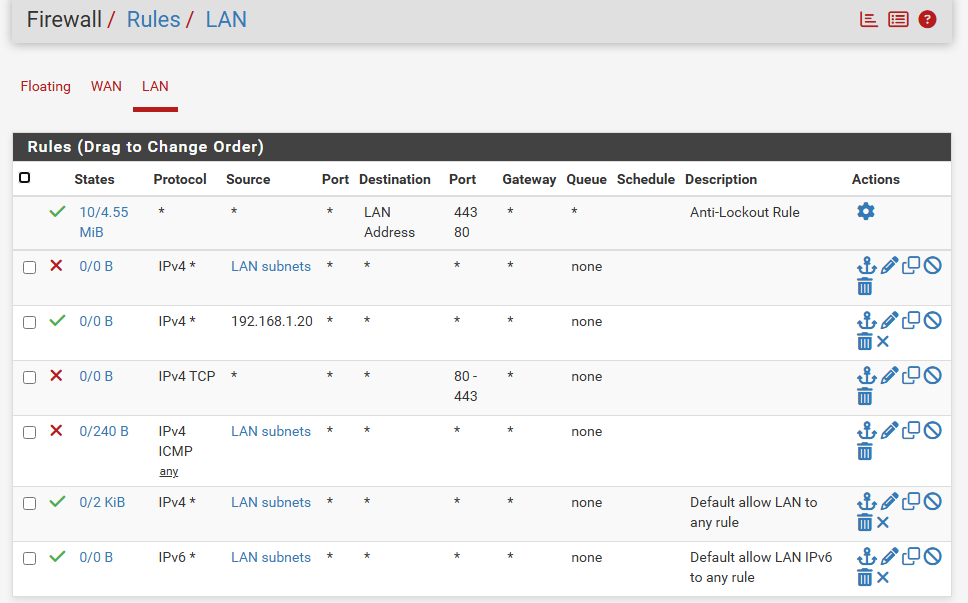 Firewall / Rules / LAN
Floating WAN LAN
Rules (Drag to Change Order)
States Protocol Source Port Destination Port Gateway Queue Schedule Description Actions
10/4.55 * * * LAN 443 * * Anti-Lockout Rule
MiB Address 80
0/0 B IPv4 * LAN subnets * * * * none
0/0 B IPv4 * 192.168.1.20 * * * * none
0/0 B IPv4 TCP * * * 80 - * none
443
0/240 B IPv4 LAN subnets * * * * none
ICMP
any
0/2 KiB IPv4 * LAN subnets * * * * none Default allow LAN to
any rule
0/0 B IPv6 * LAN subnets * * * * none Default allow LAN IPv6
to any rule